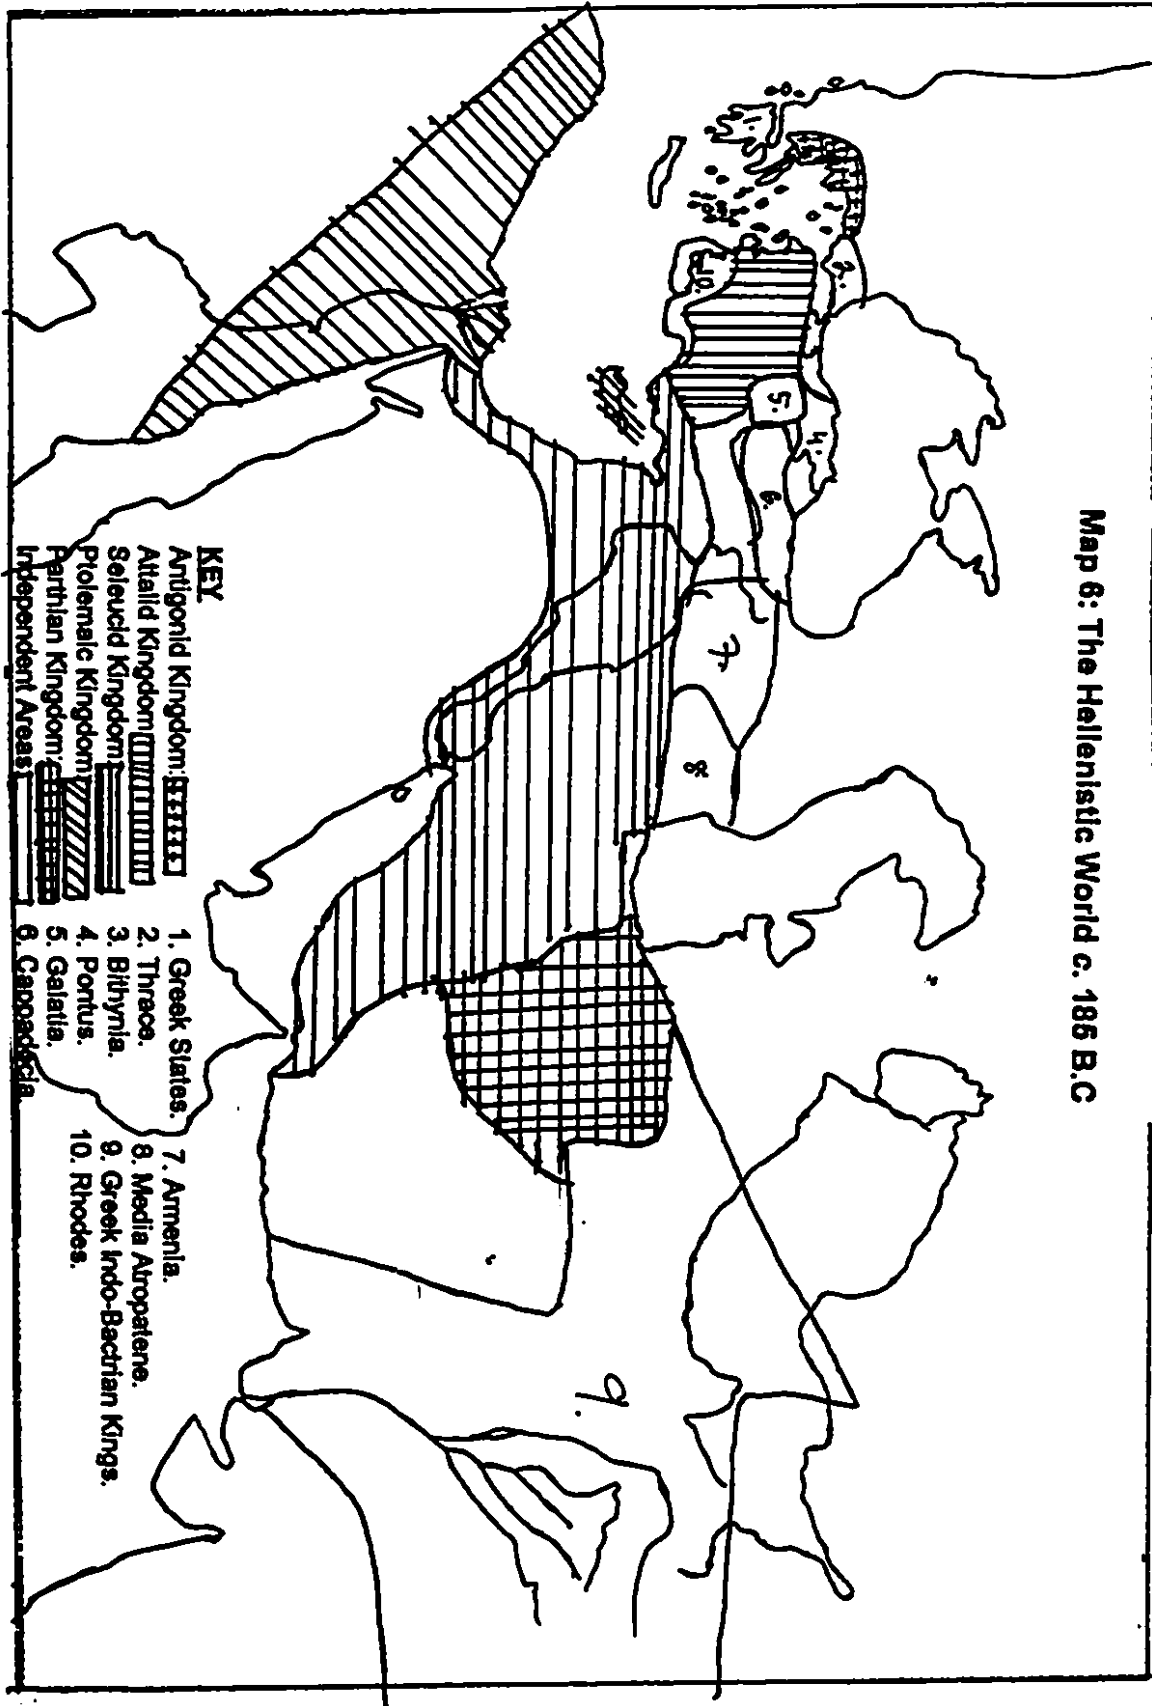 Map 6: The Hellenistic World c. 185 B.C
1.
2.
10.
5.
4.
6.
7.
8.
9.
KEY
Antigonid Kingdom:
Attalid Kingdom:
Seleucid Kingdom:
Ptolemaic Kingdom:
Parthian Kingdom:
Independent Areas:
1. Greek States.
2. Thrace.
3. Bithynia.
4. Pontus.
5. Galatia.
6. Cappadocia.
7. Armenia.
8. Media Atropatene.
9. Greek Indo-Bactrian Kings.
10. Rhodes.